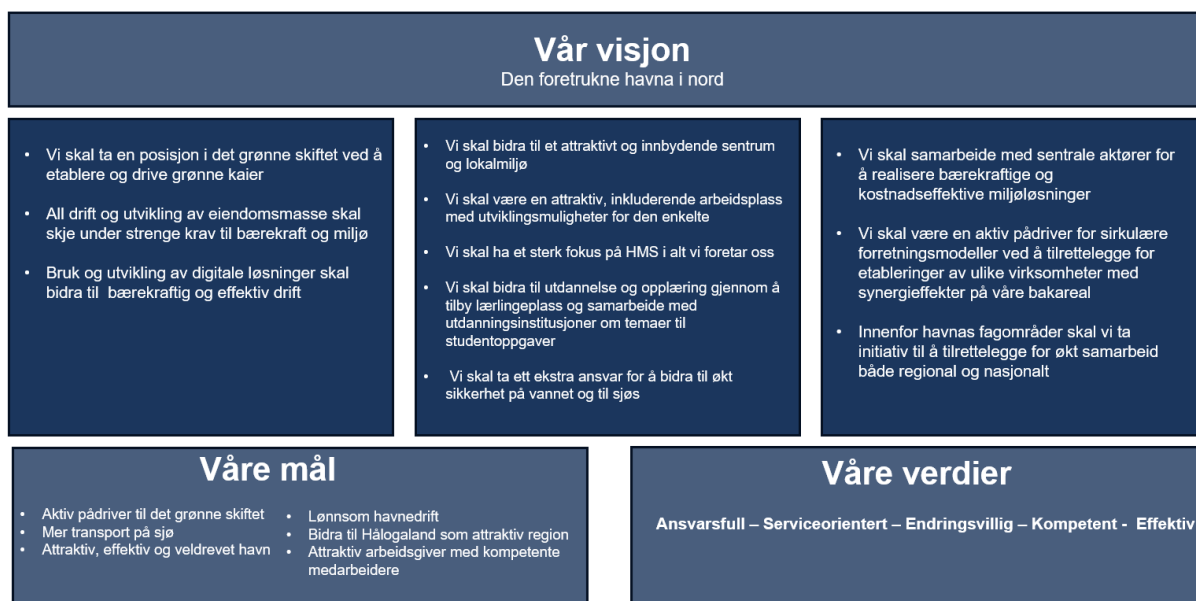 Vår visjon
Den foretrukne havna i nord
• Vi skal ta en posisjon i det grønne skiftet ved å
etablere og drive grønne kaier
• All drift og utvikling av eiendomsmasse skal
skje under strenge krav til bærekraft og miljø
• Bruk og utvikling av digitale løsninger skal
bidra til bærekraftig og effektiv drift
• Vi skal bidra til et attraktivt og innbydende sentrum
og lokalmiljø
• Vi skal være en attraktiv, inkluderende arbeidsplass
med utviklingsmuligheter for den enkelte
• Vi skal ha et sterk fokus på HMS i alt vi foretar oss
• Vi skal bidra til utdannelse og opplæring gjennom å
tilby lærlingeplass og samarbeide med
utdanningsinstitusjoner om temaer til
studentoppgaver
• Vi skal ta ett ekstra ansvar for å bidra til økt
sikkerhet på vannet og til sjøs
• Vi skal samarbeide med sentrale aktører for
å realisere bærekraftige og
kostnadseffektive miljøløsninger
• Vi skal være en aktiv pådriver for sirkulære
forretningsmodeller ved å tilrettelegge for
etableringer av ulike virksomheter med
synergieffekter på våre bakareal
• Innenfor havnas fagområder skal vi ta
initiativ til å tilrettelegge for økt samarbeid
både regional og nasjonalt
Våre mål
• Aktiv pådriver til det grønne skiftet
• Mer transport på sjø
• Attraktiv, effektiv og veldrevet havn
• Lønnsom havnedrift
• Bidra til Hålogaland som attraktiv region
• Attraktiv arbeidsgiver med kompetente
medarbeidere
Våre verdier
Ansvarsfull – Serviceorientert – Endringsvillig – Kompetent - Effektiv